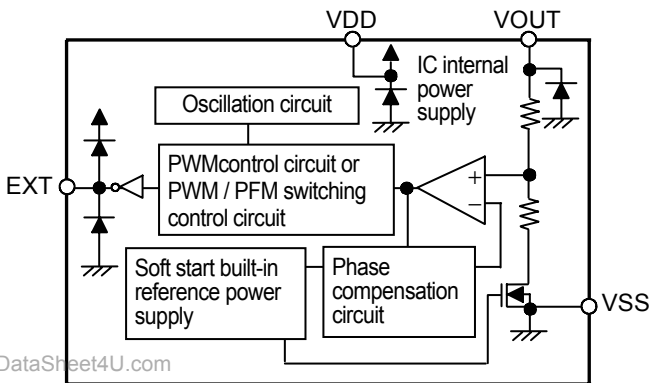 VDD
VOUT
IC internal
power
supply
Oscillation circuit
PWMcontrol circuit or
PWM / PFM switching
control circuit
EXT
+
−
Soft start built-in
reference power
supply
Phase
compensation
circuit
VSS
DataSheet4U.com